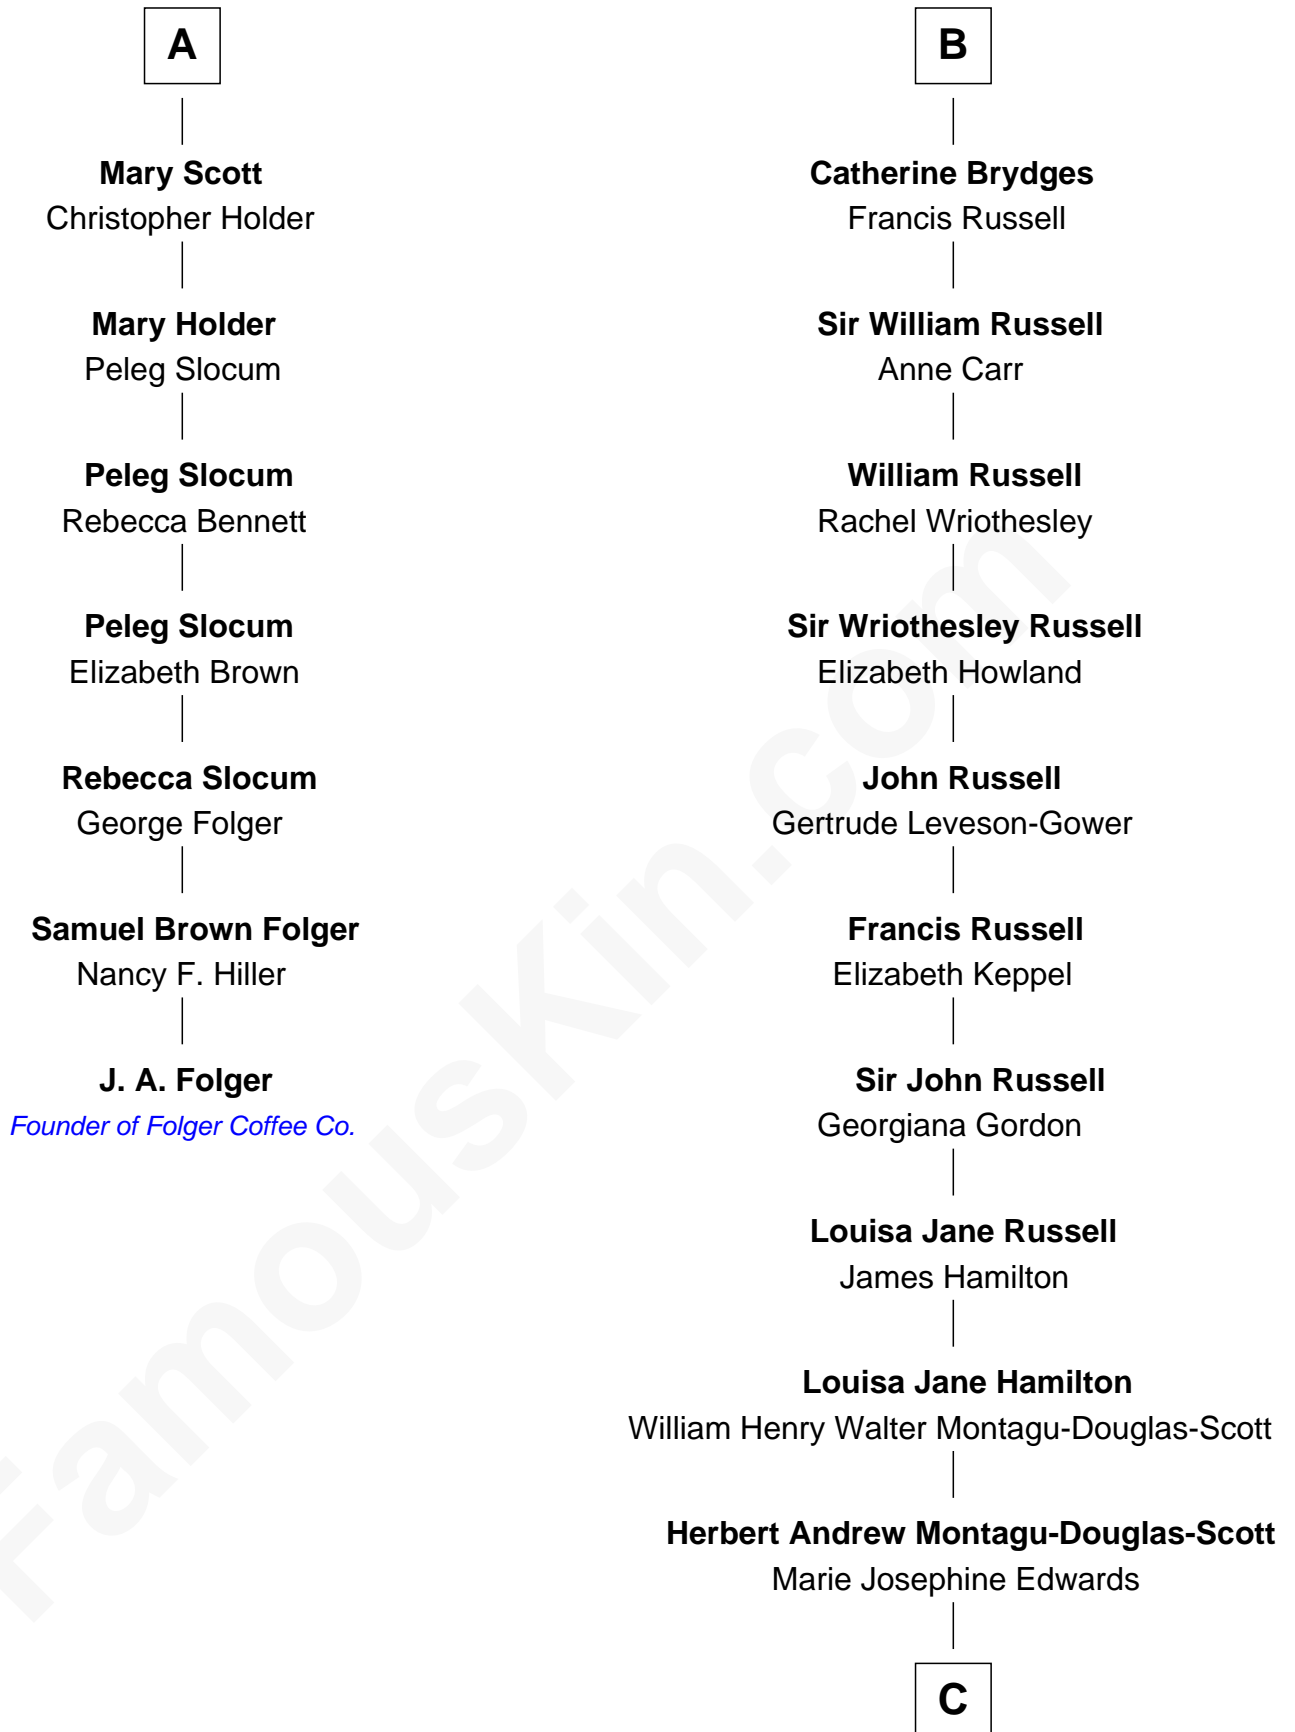 A
Mary Scott
Christopher Holder
Mary Holder
Peleg Slocum
Peleg Slocum
Rebecca Bennett
Peleg Slocum
Elizabeth Brown
Rebecca Slocum
George Folger
Samuel Brown Folger
Nancy F. Hiller
J. A. Folger
Founder of Folger Coffee Co.
B
Catherine Brydges
Francis Russell
Sir William Russell
Anne Carr
William Russell
Rachel Wriothesley
Sir Wriothesley Russell
Elizabeth Howland
John Russell
Gertrude Leveson-Gower
Francis Russell
Elizabeth Keppel
Sir John Russell
Georgiana Gordon
Louisa Jane Russell
James Hamilton
Louisa Jane Hamilton
William Henry Walter Montagu-Douglas-Scott
Herbert Andrew Montagu-Douglas-Scott
Marie Josephine Edwards
C
FamousKin.com